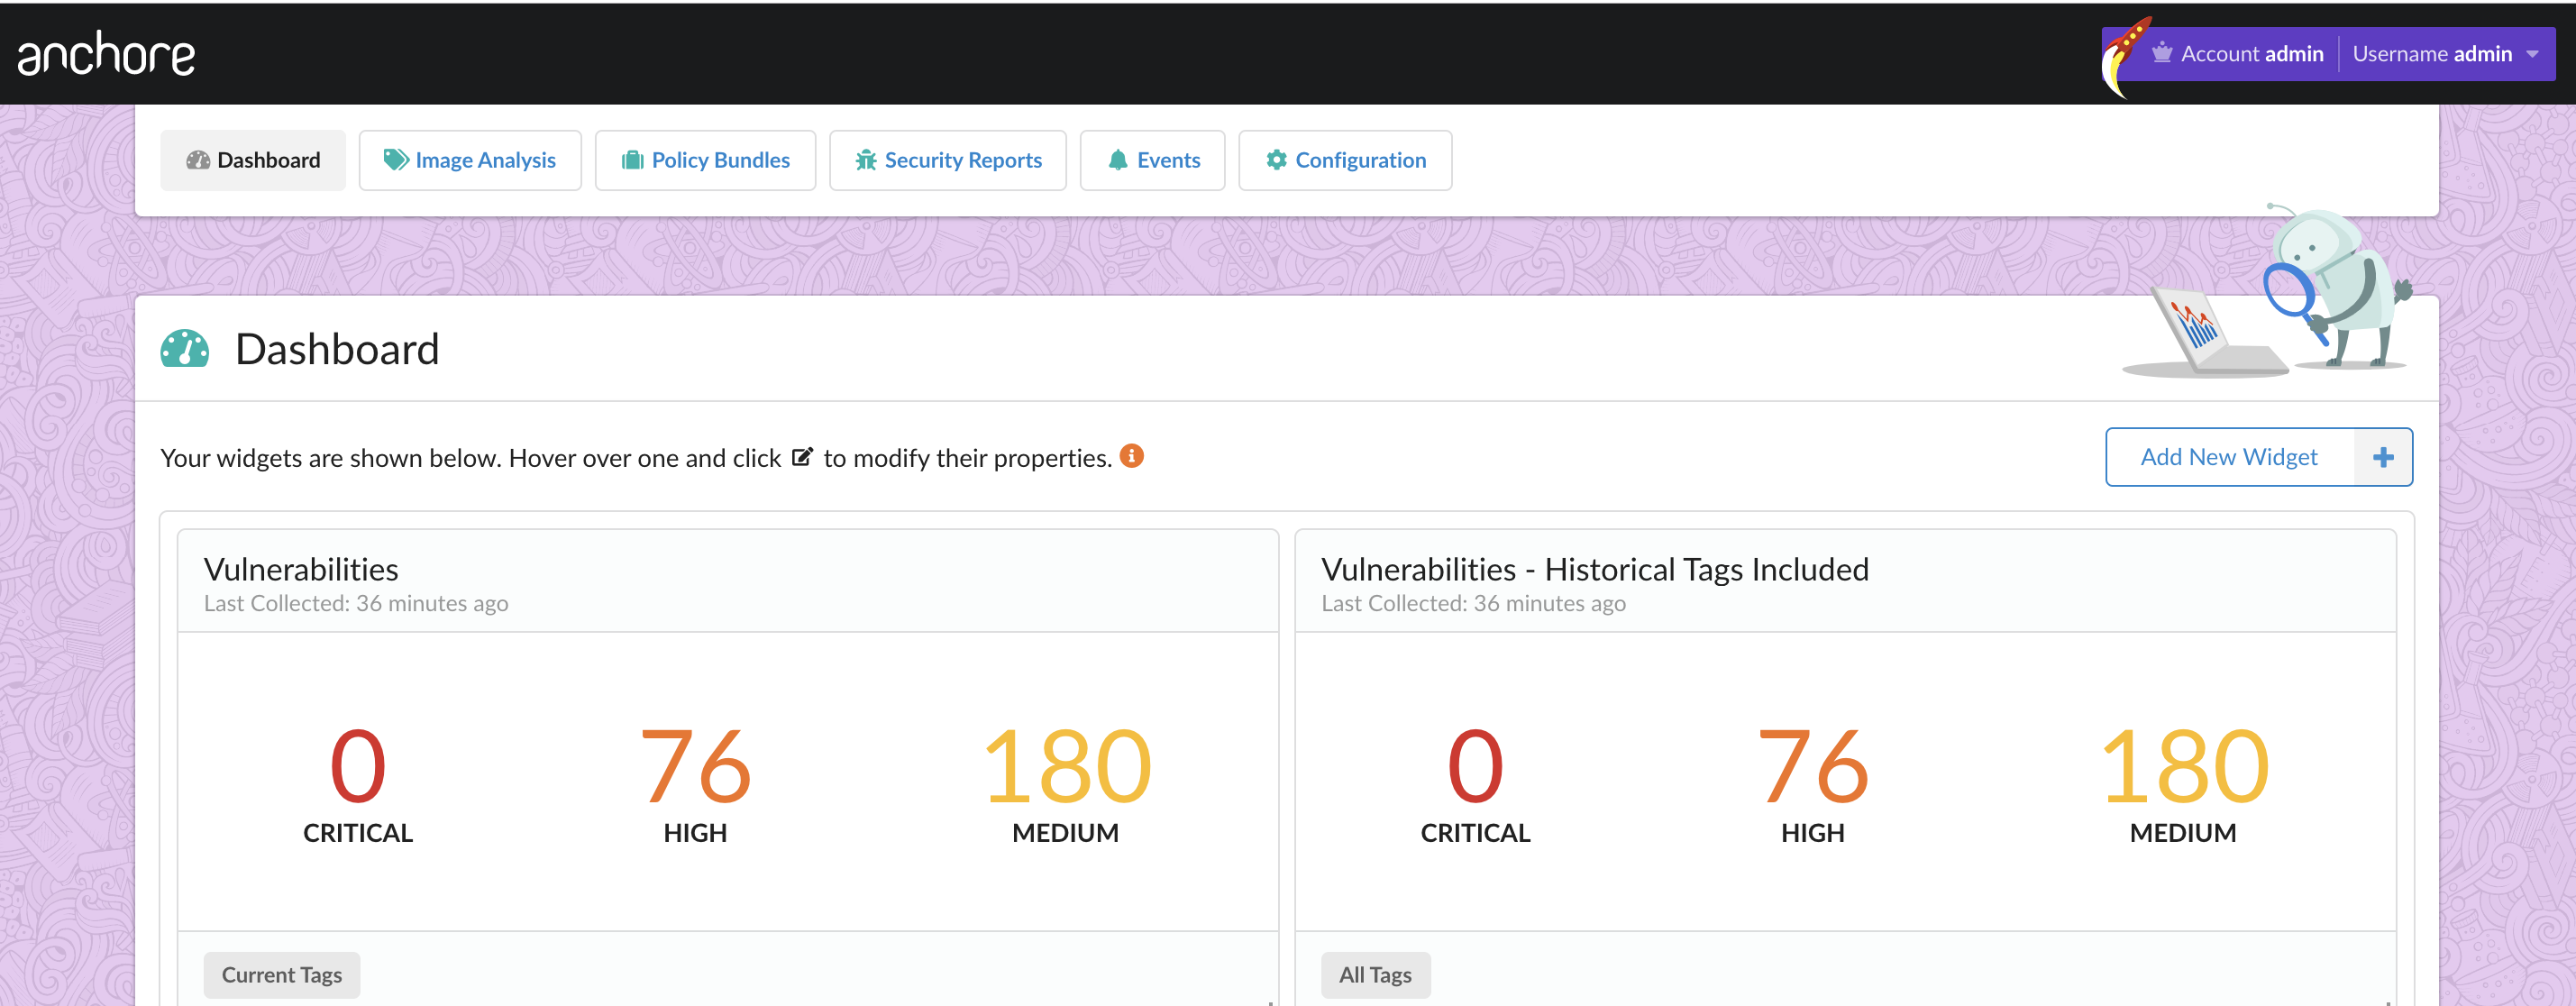 anchore
Account admin Username admin
Dashboard Image Analysis Policy Bundles Security Reports Events Configuration
Dashboard
Your widgets are shown below. Hover over one and click to modify their properties.
Add New Widget
Vulnerabilities
Last Collected: 36 minutes ago
0 76 180
CRITICAL HIGH MEDIUM
Current Tags
Vulnerabilities - Historical Tags Included
Last Collected: 36 minutes ago
0 76 180
CRITICAL HIGH MEDIUM
All Tags